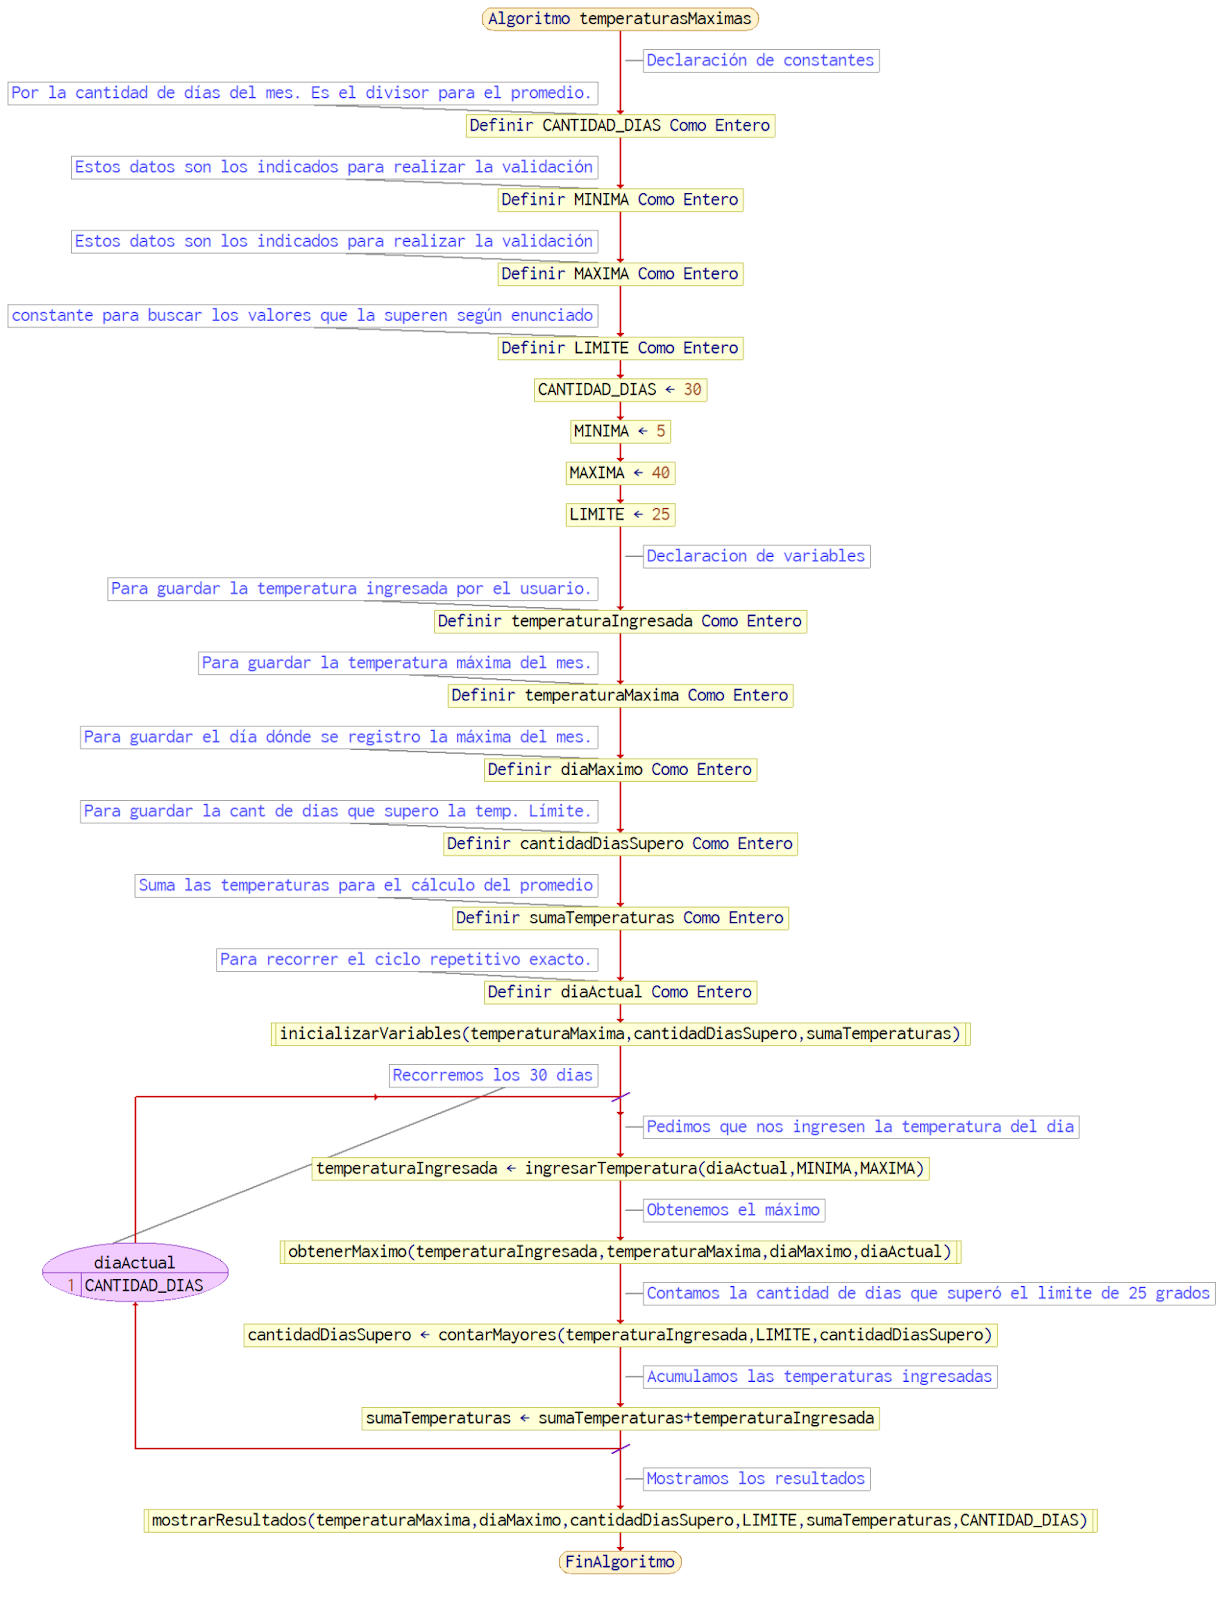 Algoritmo temperaturasMaximas
Declaración de constantes
Por la cantidad de días del mes. Es el divisor para el promedio.
Definir CANTIDAD_DIAS Como Entero
Estos datos son los indicados para realizar la validación
Definir MINIMA Como Entero
Estos datos son los indicados para realizar la validación
Definir MAXIMA Como Entero
constante para buscar los valores que la superen según enunciado
Definir LIMITE Como Entero
CANTIDAD_DIAS ← 30
MINIMA ← 5
MAXIMA ← 40
LIMITE ← 25
Declaracion de variables
Para guardar la temperatura ingresada por el usuario.
Definir temperaturaIngresada Como Entero
Para guardar la temperatura máxima del mes.
Definir temperaturaMaxima Como Entero
Para guardar el día dónde se registro la máxima del mes.
Definir diaMaximo Como Entero
Para guardar la cant de dias que supero la temp. Límite.
Definir cantidadDiasSupero Como Entero
Suma las temperaturas para el cálculo del promedio
Definir sumaTemperaturas Como Entero
Para recorrer el ciclo repetitivo exacto.
Definir diaActual Como Entero
inicializarVariables(temperaturaMaxima,cantidadDiasSupero,sumaTemperaturas)
Recorremos los 30 dias
Pedimos que nos ingresen la temperatura del dia
temperaturaIngresada ← ingresarTemperatura(diaActual,MINIMA,MAXIMA)
Obtenemos el máximo
obtenerMaximo(temperaturaIngresada,temperaturaMaxima,diaMaximo,diaActual)
diaActual
1 CANTIDAD_DIAS
Contamos la cantidad de dias que superó el limite de 25 grados
cantidadDiasSupero ← contarMayores(temperaturaIngresada,LIMITE,cantidadDiasSupero)
Acumulamos las temperaturas ingresadas
sumaTemperaturas ← sumaTemperaturas+temperaturaIngresada
Mostramos los resultados
mostrarResultados(temperaturaMaxima,diaMaximo,cantidadDiasSupero,LIMITE,sumaTemperaturas,CANTIDAD_DIAS)
FinAlgoritmo